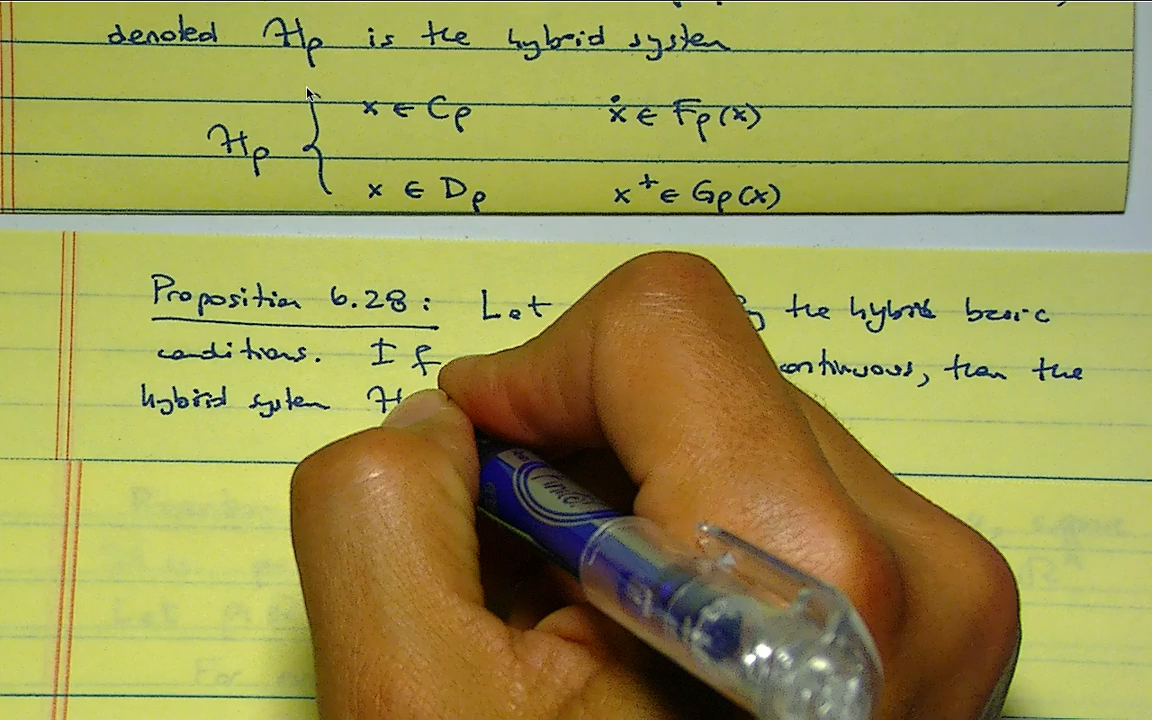 denoted ℋρ is the hybrid system
ℋρ { x ∈ Cρ ẋ ∈ Fρ(x)
x ∈ Dρ x⁺ ∈ Gρ(x)
Proposition 6.28: Let the hybrid basic
conditions. If ρ continuous, then the
hybrid system ℋ